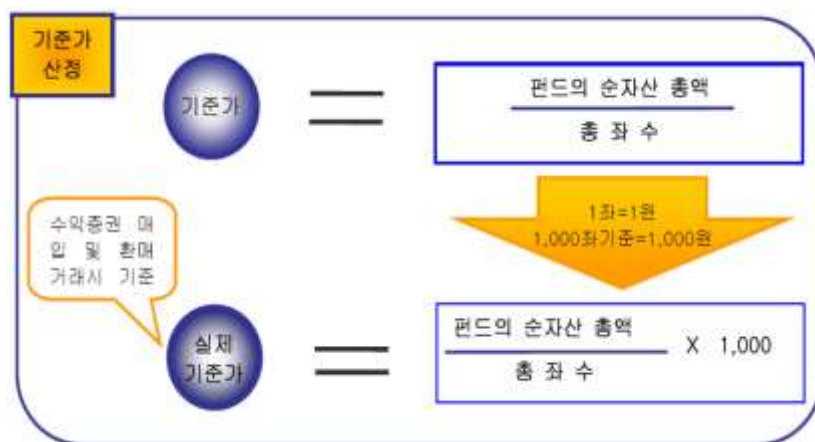 기준가
산정
기준가
펀드의 순자산 총액
총 좌 수
1좌=1원
1,000좌기준=1,000원
수익증권 매
입 및 환매
거래시 기준
실제
기준가
펀드의 순자산 총액
총 좌 수
X 1,000